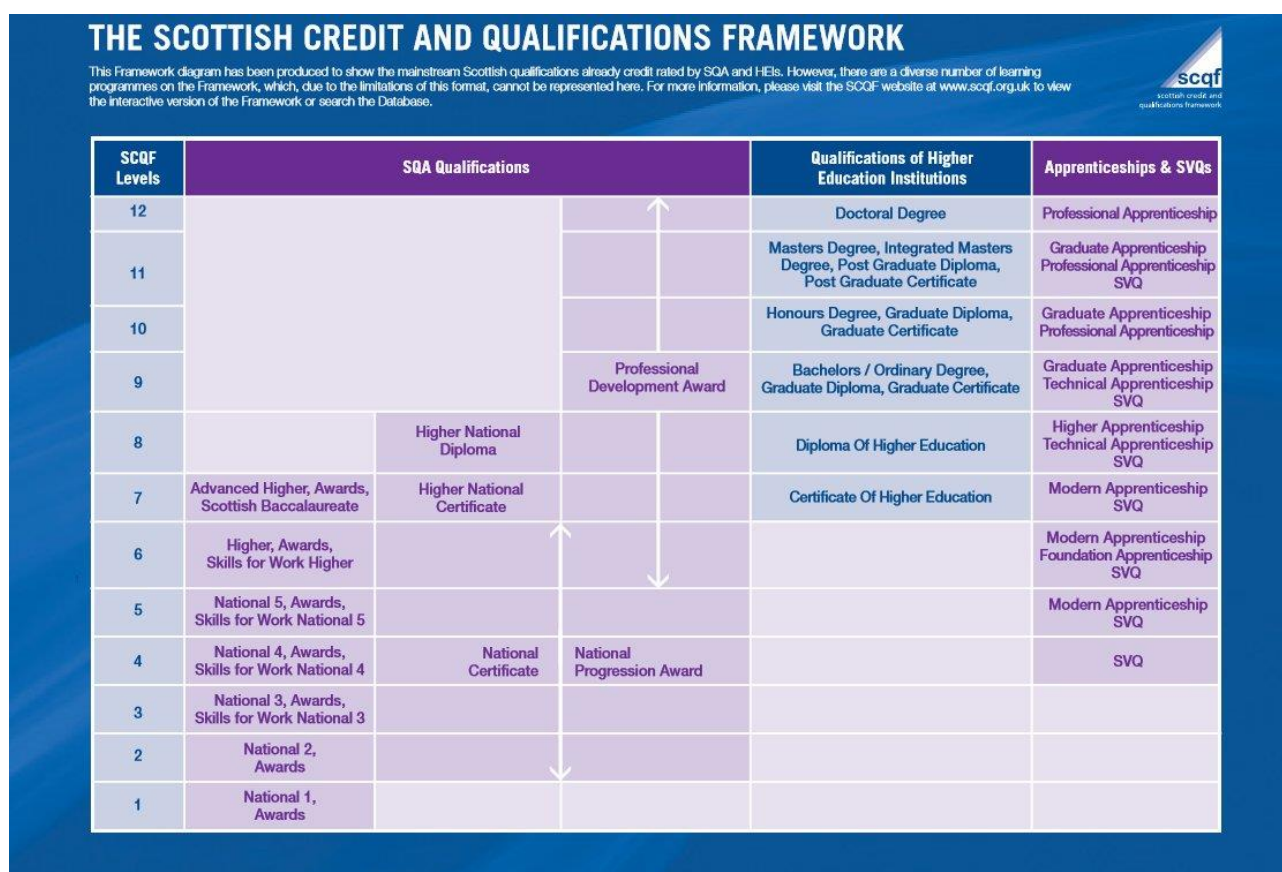 THE SCOTTISH CREDIT AND QUALIFICATIONS FRAMEWORK
This Framework diagram has been produced to show the mainstream Scottish qualifications already credit rated by SQA and HEIs. However, there are a diverse number of learning
programmes on the Framework, which, due to the limitations of this format, cannot be represented here. For more information, please visit the SCQF website at www.scqf.org.uk to view
the interactive version of the Framework or search the Database.
scqf
scottish credit and
qualifications framework
SCQF
Levels
SQA Qualifications
Qualifications of Higher
Education Institutions
Apprenticeships & SVQs
12
Doctoral Degree
Professional Apprenticeship
11
Masters Degree, Integrated Masters
Degree, Post Graduate Diploma,
Post Graduate Certificate
Graduate Apprenticeship
Professional Apprenticeship
SVQ
10
Honours Degree, Graduate Diploma,
Graduate Certificate
Graduate Apprenticeship
Professional Apprenticeship
9
Professional
Development Award
Bachelors / Ordinary Degree,
Graduate Diploma, Graduate Certificate
Graduate Apprenticeship
Technical Apprenticeship
SVQ
8
Higher National
Diploma
Diploma Of Higher Education
Higher Apprenticeship
Technical Apprenticeship
SVQ
7
Advanced Higher, Awards,
Scottish Baccalaureate
Higher National
Certificate
Certificate Of Higher Education
Modern Apprenticeship
SVQ
6
Higher, Awards,
Skills for Work Higher
Modern Apprenticeship
Foundation Apprenticeship
SVQ
5
National 5, Awards,
Skills for Work National 5
Modern Apprenticeship
SVQ
4
National 4, Awards,
Skills for Work National 4
National
Certificate
National
Progression Award
SVQ
3
National 3, Awards,
Skills for Work National 3
2
National 2,
Awards
1
National 1,
Awards